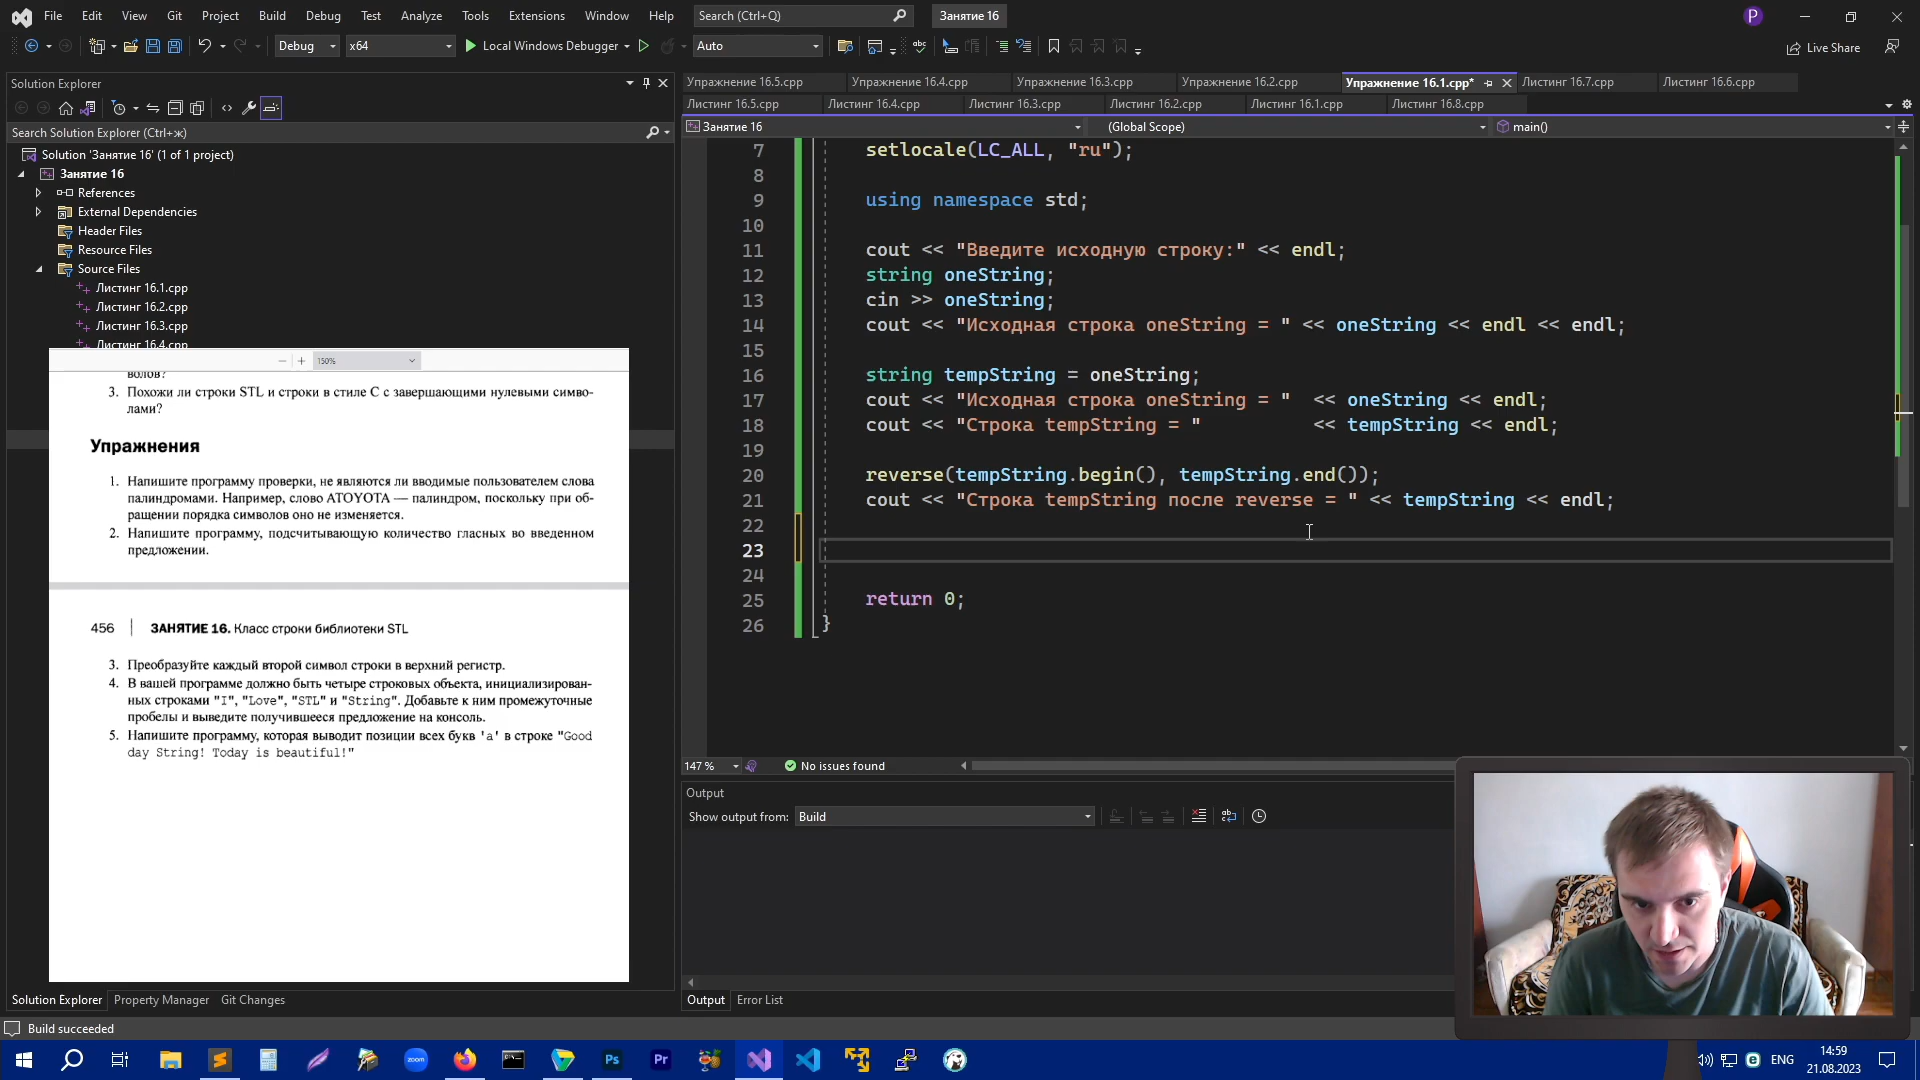 File Edit View Git Project Build Debug Test Analyze Tools Extensions Window Help Search (Ctrl+Q) Занятие 16 P
Debug x64 Local Windows Debugger Auto Live Share
Solution Explorer
Search Solution Explorer (Ctrl+ж)
Solution 'Занятие 16' (1 of 1 project)
Занятие 16
References
External Dependencies
Header Files
Resource Files
Source Files
Листинг 16.1.cpp
Листинг 16.2.cpp
Листинг 16.3.cpp
Листинг 16.4.cpp
150%
волов?
3. Похожи ли строки STL и строки в стиле C с завершающими нулевыми симво-
лами?
Упражнения
1. Напишите программу проверки, не являются ли вводимые пользователем слова
палиндромами. Например, слово ATOYOTA — палиндром, поскольку при об-
ращении порядка символов оно не изменяется.
2. Напишите программу, подсчитывающую количество гласных во введенном
предложении.
456 ЗАНЯТИЕ 16. Класс строки библиотеки STL
3. Преобразуйте каждый второй символ строки в верхний регистр.
4. В вашей программе должно быть четыре строковых объекта, инициализирован-
ных строками "I", "Love", "STL" и "String". Добавьте к ним промежуточные
пробелы и выведите получившееся предложение на консоль.
5. Напишите программу, которая выводит позиции всех букв 'a' в строке "Good
day String! Today is beautiful!"
Solution Explorer Property Manager Git Changes
Упражнение 16.5.cpp Упражнение 16.4.cpp Упражнение 16.3.cpp Упражнение 16.2.cpp Упражнение 16.1.cpp* Листинг 16.7.cpp Листинг 16.6.cpp
Листинг 16.5.cpp Листинг 16.4.cpp Листинг 16.3.cpp Листинг 16.2.cpp Листинг 16.1.cpp Листинг 16.8.cpp
Занятие 16 (Global Scope) main()
7 setlocale(LC_ALL, "ru");
8
9 using namespace std;
10
11 cout << "Введите исходную строку:" << endl;
12 string oneString;
13 cin >> oneString;
14 cout << "Исходная строка oneString = " << oneString << endl << endl;
15
16 string tempString = oneString;
17 cout << "Исходная строка oneString = " << oneString << endl;
18 cout << "Строка tempString = " << tempString << endl;
19
20 reverse(tempString.begin(), tempString.end());
21 cout << "Строка tempString после reverse = " << tempString << endl;
22
23
24
25 return 0;
26 }
147 % No issues found
Output
Show output from: Build
Output Error List
Build succeeded
zoom Ps Pr ENG 14:59
21.08.2023